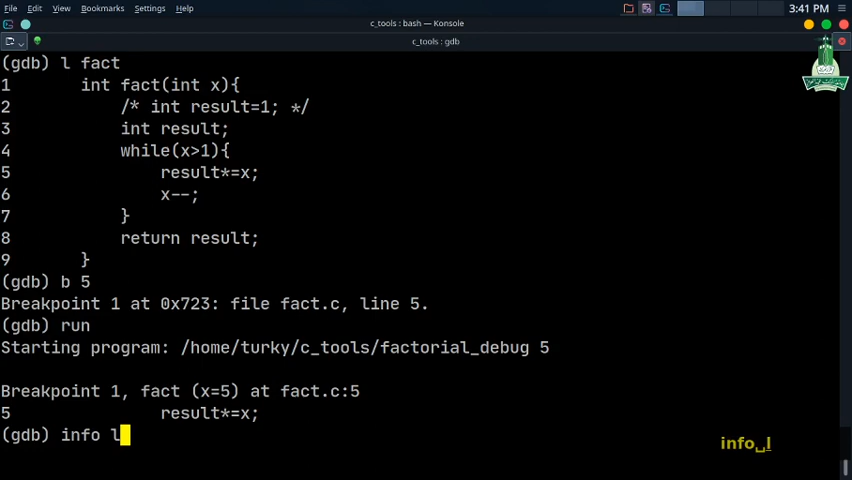 File Edit View Bookmarks Settings Help
3:41 PM
c_tools : bash — Konsole
c_tools : gdb
(gdb) l fact
1 int fact(int x){
2 /* int result=1; */
3 int result;
4 while(x>1){
5 result*=x;
6 x--;
7 }
8 return result;
9 }
(gdb) b 5
Breakpoint 1 at 0x723: file fact.c, line 5.
(gdb) run
Starting program: /home/turky/c_tools/factorial_debug 5
Breakpoint 1, fact (x=5) at fact.c:5
5 result*=x;
(gdb) info l
info␣l